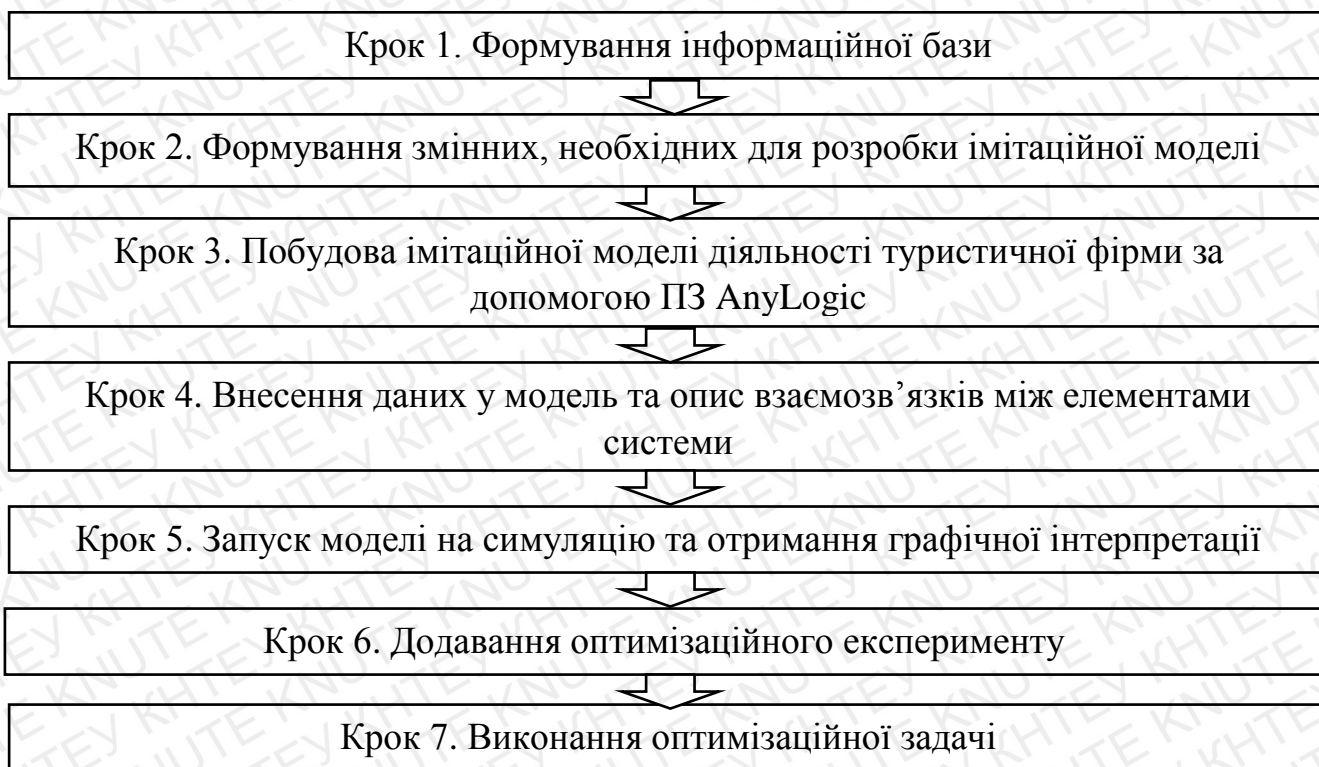 Крок 1. Формування інформаційної бази
Крок 2. Формування змінних, необхідних для розробки імітаційної моделі
Крок 3. Побудова імітаційної моделі діяльності туристичної фірми за
допомогою ПЗ AnyLogic
Крок 4. Внесення даних у модель та опис взаємозв’язків між елементами
системи
Крок 5. Запуск моделі на симуляцію та отримання графічної інтерпретації
Крок 6. Додавання оптимізаційного експерименту
Крок 7. Виконання оптимізаційної задачі